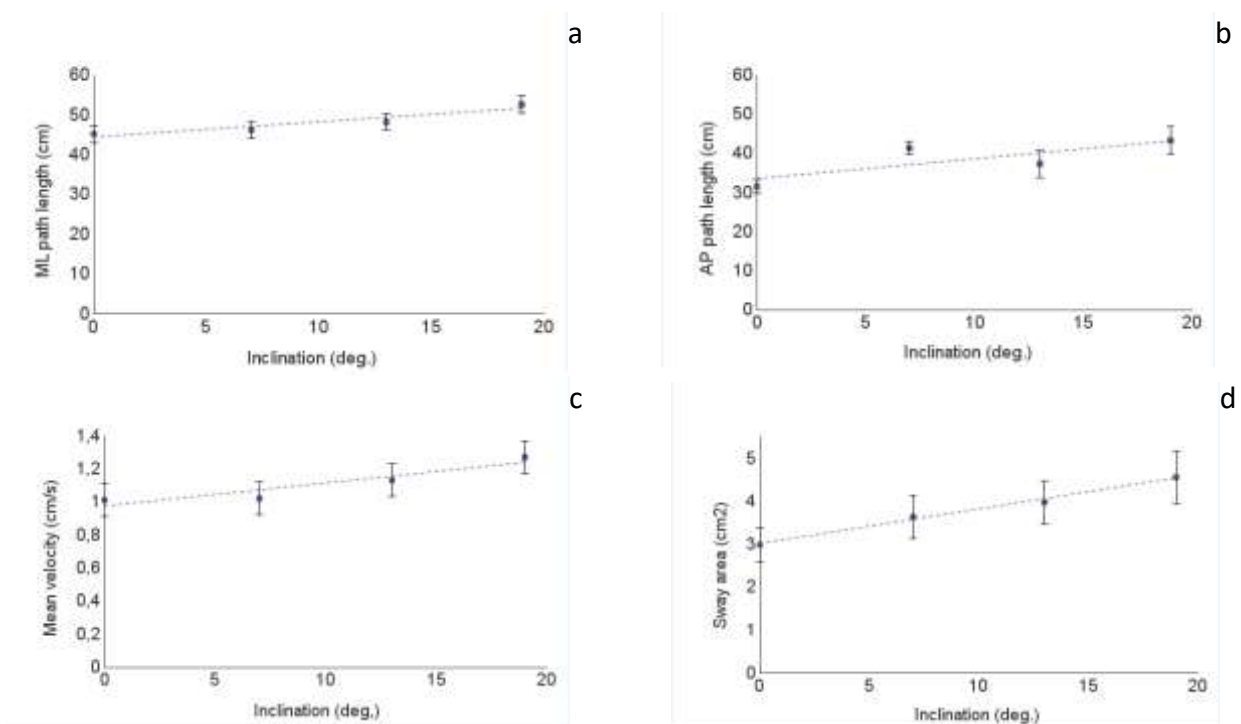 a
60
50
40
30
20
10
0
ML path length (cm)
0 5 10 15 20
Inclination (deg.)
b
60
50
40
30
20
10
0
AP path length (cm)
0 5 10 15 20
Inclination (deg.)
c
1,4
1,2
1
0,8
0,6
0,4
0,2
0
Mean velocity (cm/s)
0 5 10 15 20
Inclination (deg.)
d
5
4
3
2
1
0
Sway area (cm2)
0 5 10 15 20
Inclination (deg.)